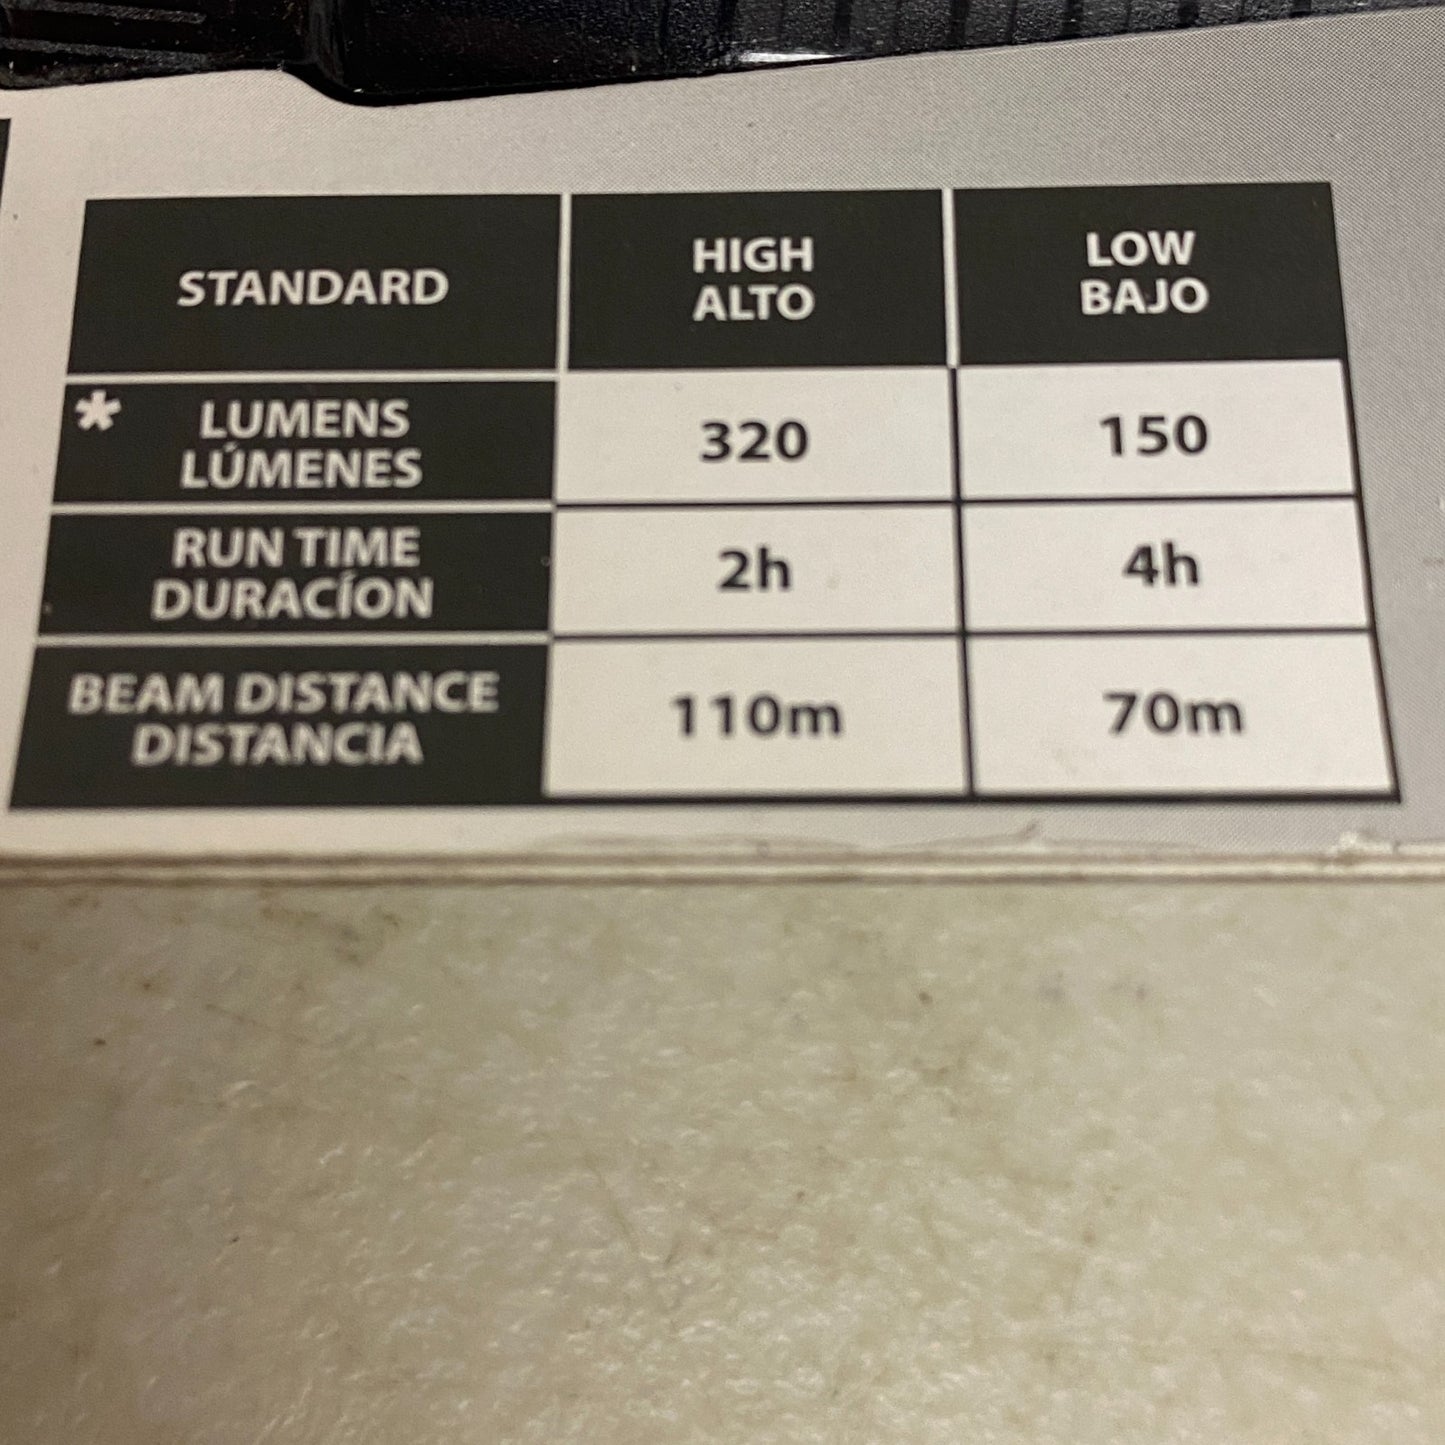 STANDARD
HIGH
ALTO
LOW
BAJO
* LUMENS
LÚMENES
320
150
RUN TIME
DURACÍON
2h
4h
BEAM DISTANCE
DISTANCIA
110m
70m